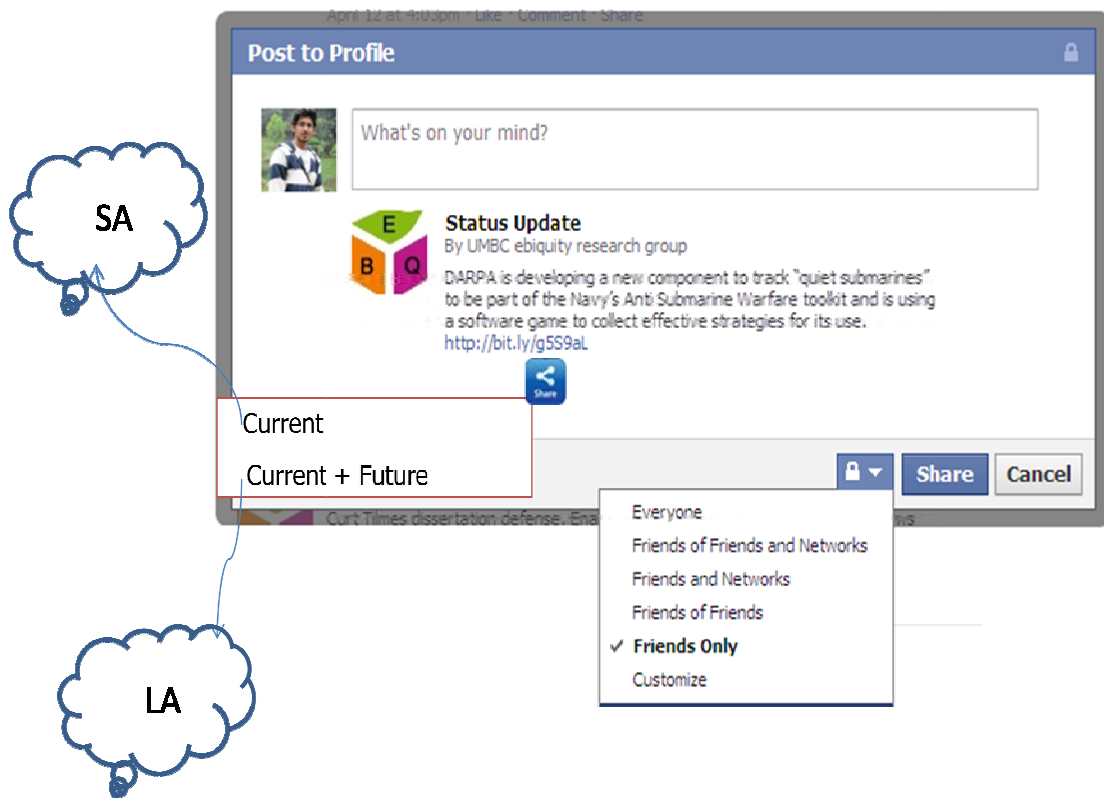 April 12 at 4:03pm · Like · Comment · Share
Post to Profile
What's on your mind?
SA
E
B Q
Status Update
By UMBC ebiquity research group
DARPA is developing a new component to track "quiet submarines"
to be part of the Navy's Anti Submarine Warfare toolkit and is using
a software game to collect effective strategies for its use.
http://bit.ly/g5S9aL
Share
Current
Current + Future
Share
Cancel
Curt Tilmes dissertation defense. Ena
Everyone
Friends of Friends and Networks
Friends and Networks
Friends of Friends
Friends Only
Customize
LA